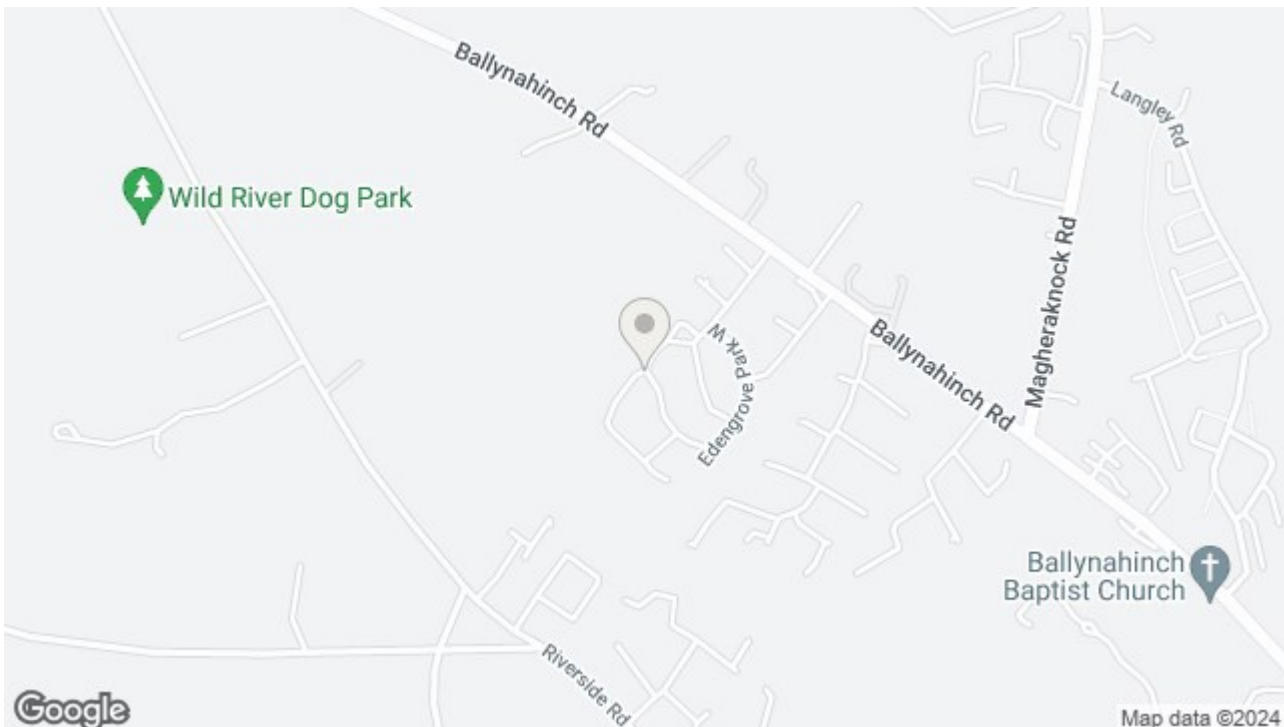 Ballynahinch Rd
Langley Rd
Wild River Dog Park
Magheraknock Rd
Ballynahinch Rd
Edengrove Park W
Ballynahinch
Baptist Church
Riverside Rd
Google
Map data ©2024